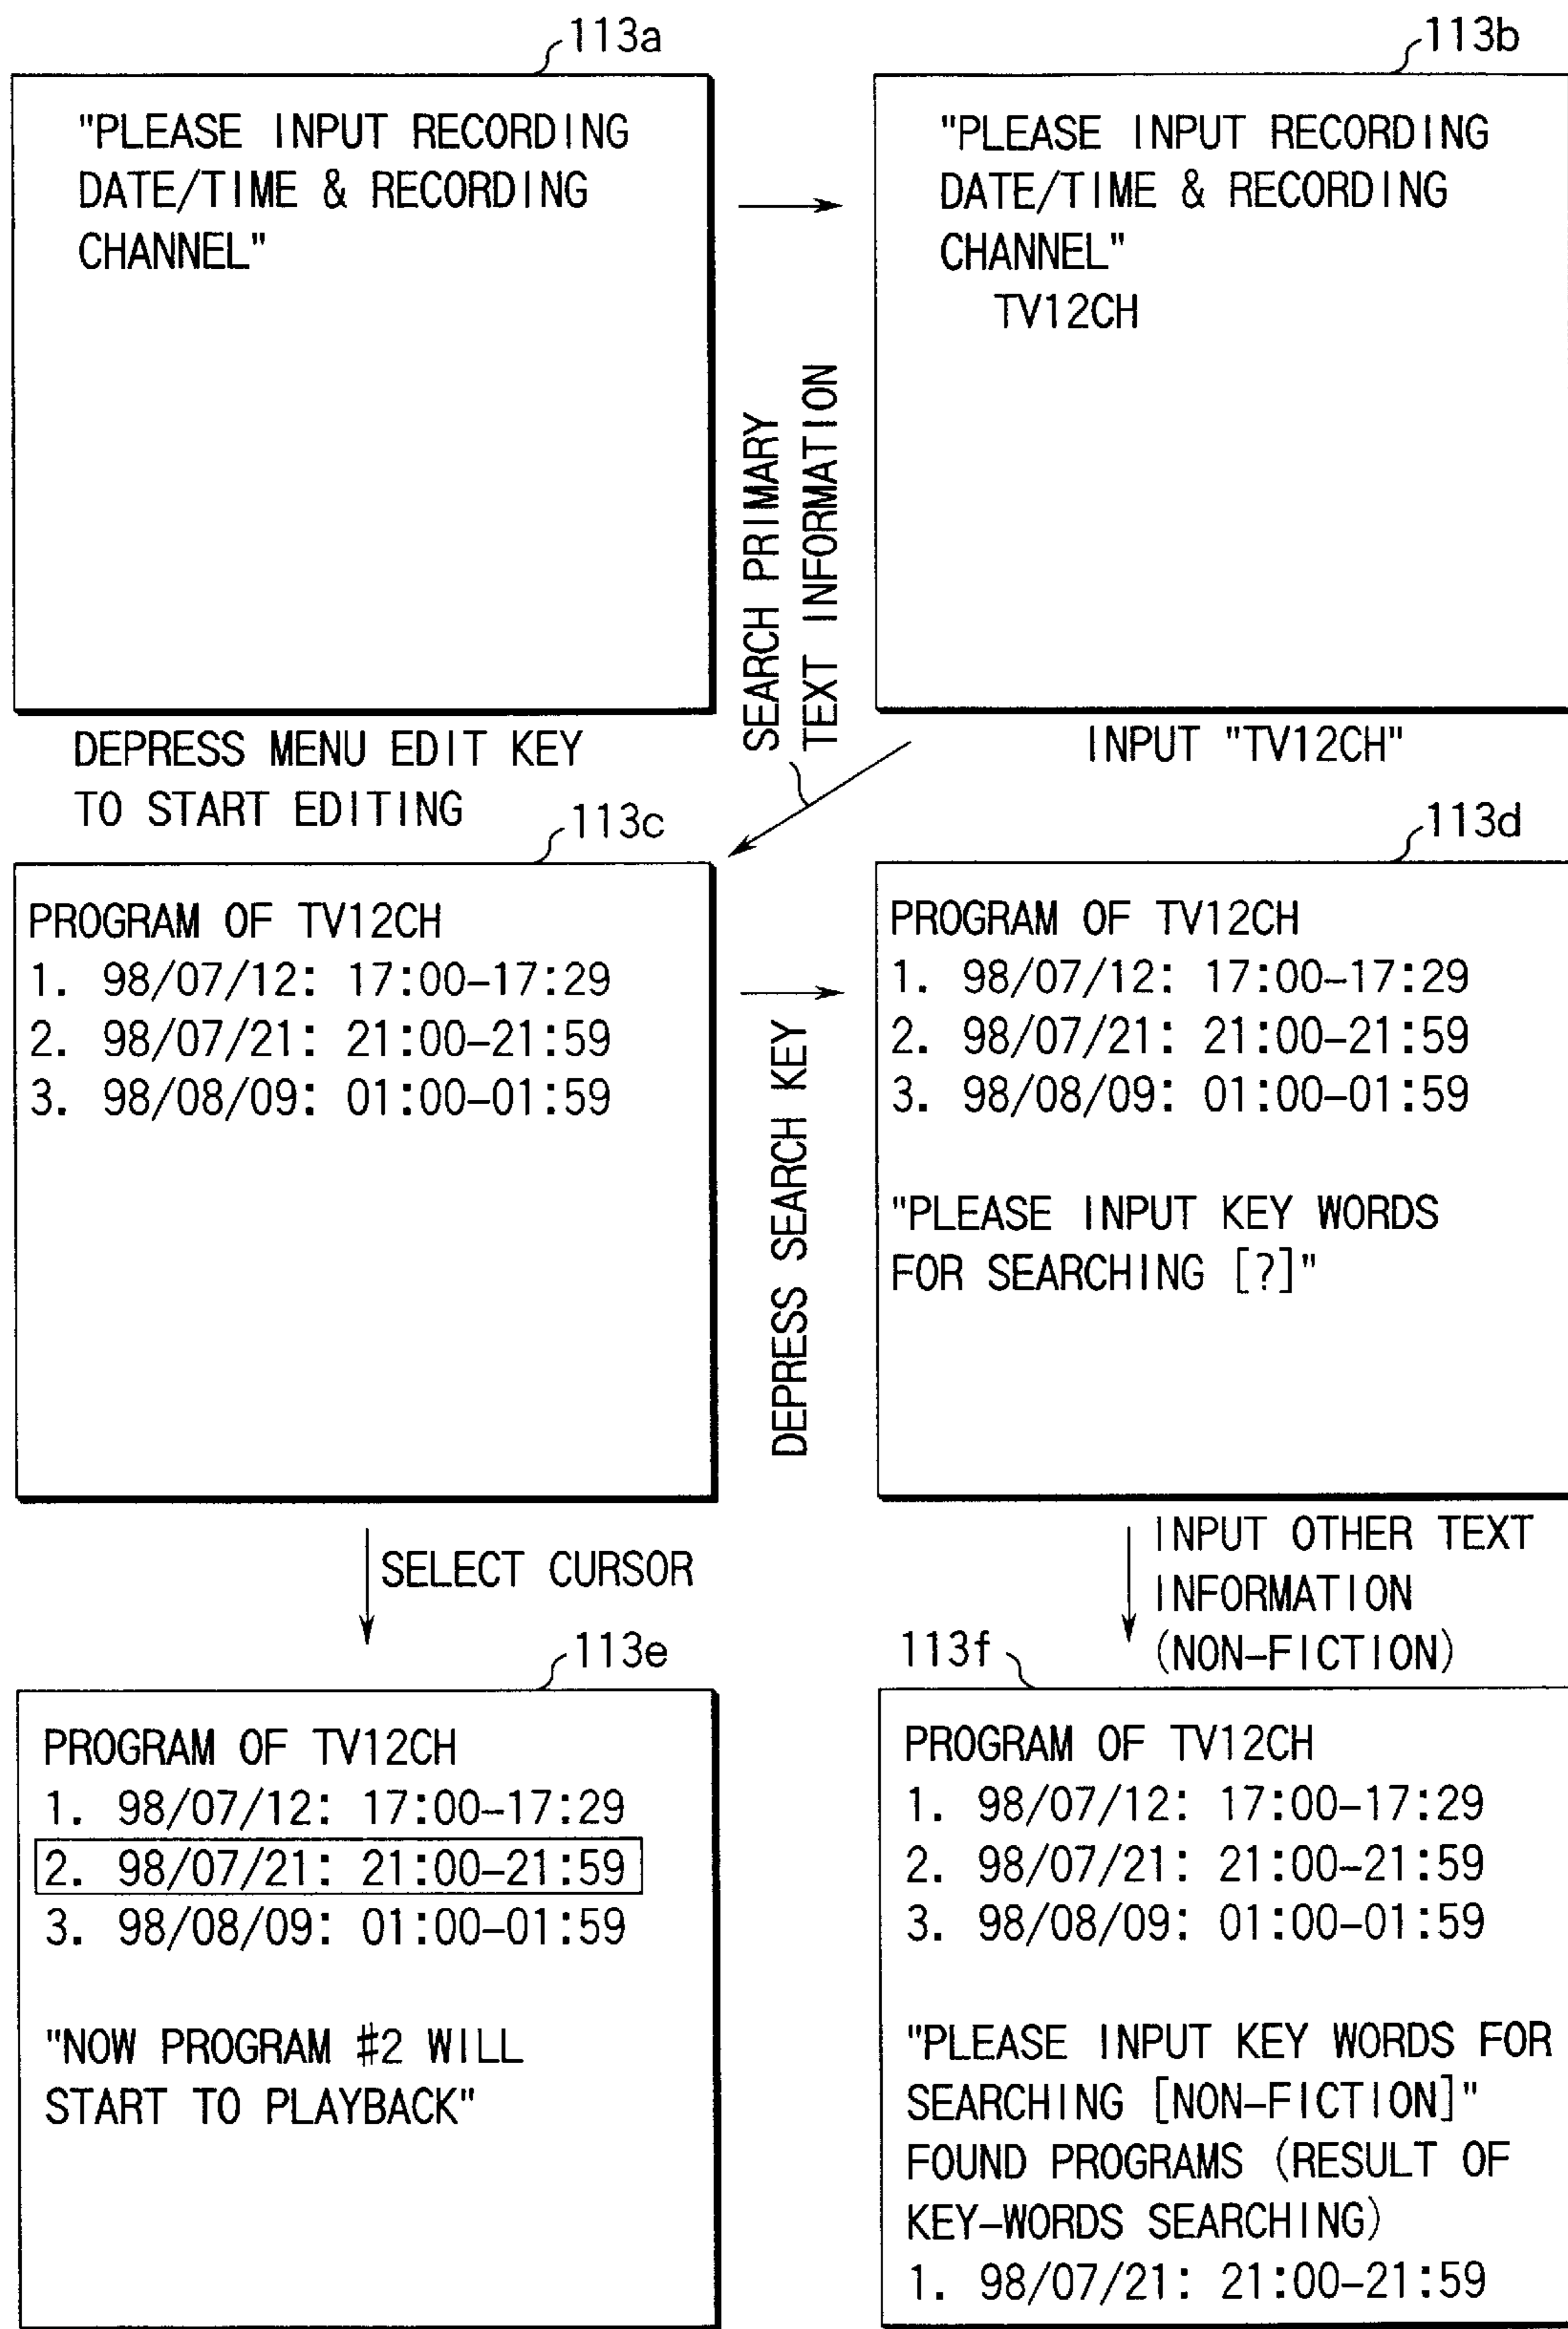 113a
"PLEASE INPUT RECORDING
DATE/TIME & RECORDING
CHANNEL"
DEPRESS MENU EDIT KEY
TO START EDITING
113b
"PLEASE INPUT RECORDING
DATE/TIME & RECORDING
CHANNEL"
TV12CH
INPUT "TV12CH"
SEARCH PRIMARY
TEXT INFORMATION
113c
PROGRAM OF TV12CH
1. 98/07/12: 17:00-17:29
2. 98/07/21: 21:00-21:59
3. 98/08/09: 01:00-01:59
DEPRESS SEARCH KEY
113d
PROGRAM OF TV12CH
1. 98/07/12: 17:00-17:29
2. 98/07/21: 21:00-21:59
3. 98/08/09: 01:00-01:59
"PLEASE INPUT KEY WORDS
FOR SEARCHING [?]"
SELECT CURSOR
113e
PROGRAM OF TV12CH
1. 98/07/12: 17:00-17:29
2. 98/07/21: 21:00-21:59
3. 98/08/09: 01:00-01:59
"NOW PROGRAM #2 WILL
START TO PLAYBACK"
INPUT OTHER TEXT
INFORMATION
(NON-FICTION)
113f
PROGRAM OF TV12CH
1. 98/07/12: 17:00-17:29
2. 98/07/21: 21:00-21:59
3. 98/08/09: 01:00-01:59
"PLEASE INPUT KEY WORDS FOR
SEARCHING [NON-FICTION]"
FOUND PROGRAMS (RESULT OF
KEY-WORDS SEARCHING)
1. 98/07/21: 21:00-21:59